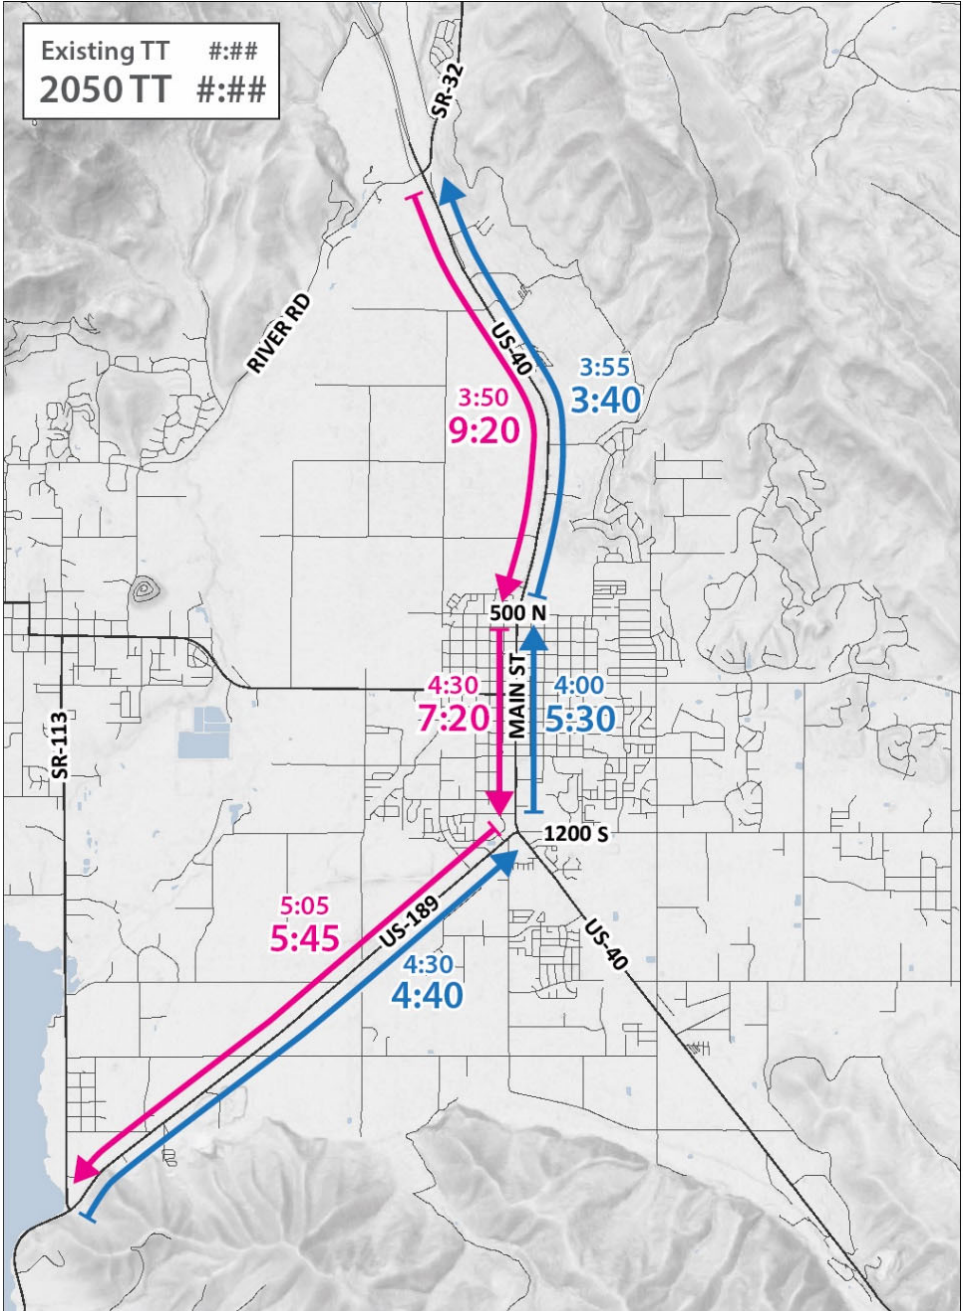 Existing TT #:##
2050 TT #:##
SR-32
RIVER RD
US-40
3:55
3:40
3:50
9:20
500 N
MAIN ST
4:30
7:20
4:00
5:30
SR-113
1200 S
5:05
5:45
US-189
US-40
4:30
4:40